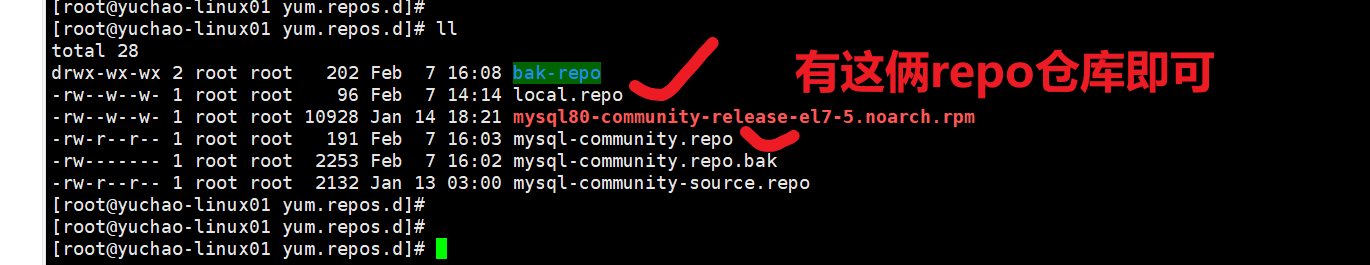 [root@yuchao-linux01 yum.repos.d]#
[root@yuchao-linux01 yum.repos.d]# ll
total 28
drwx-wx-wx 2 root root   202 Feb  7 16:08 bak-repo
-rw--w--w- 1 root root    96 Feb  7 14:14 local.repo
有这俩repo仓库即可
-rw--w--w- 1 root root 10928 Jan 14 18:21 mysql80-community-release-el7-5.noarch.rpm
-rw-r--r-- 1 root root   191 Feb  7 16:03 mysql-community.repo
-rw------- 1 root root  2253 Feb  7 16:02 mysql-community.repo.bak
-rw-r--r-- 1 root root  2132 Jan 13 03:00 mysql-community-source.repo
[root@yuchao-linux01 yum.repos.d]#
[root@yuchao-linux01 yum.repos.d]#
[root@yuchao-linux01 yum.repos.d]#